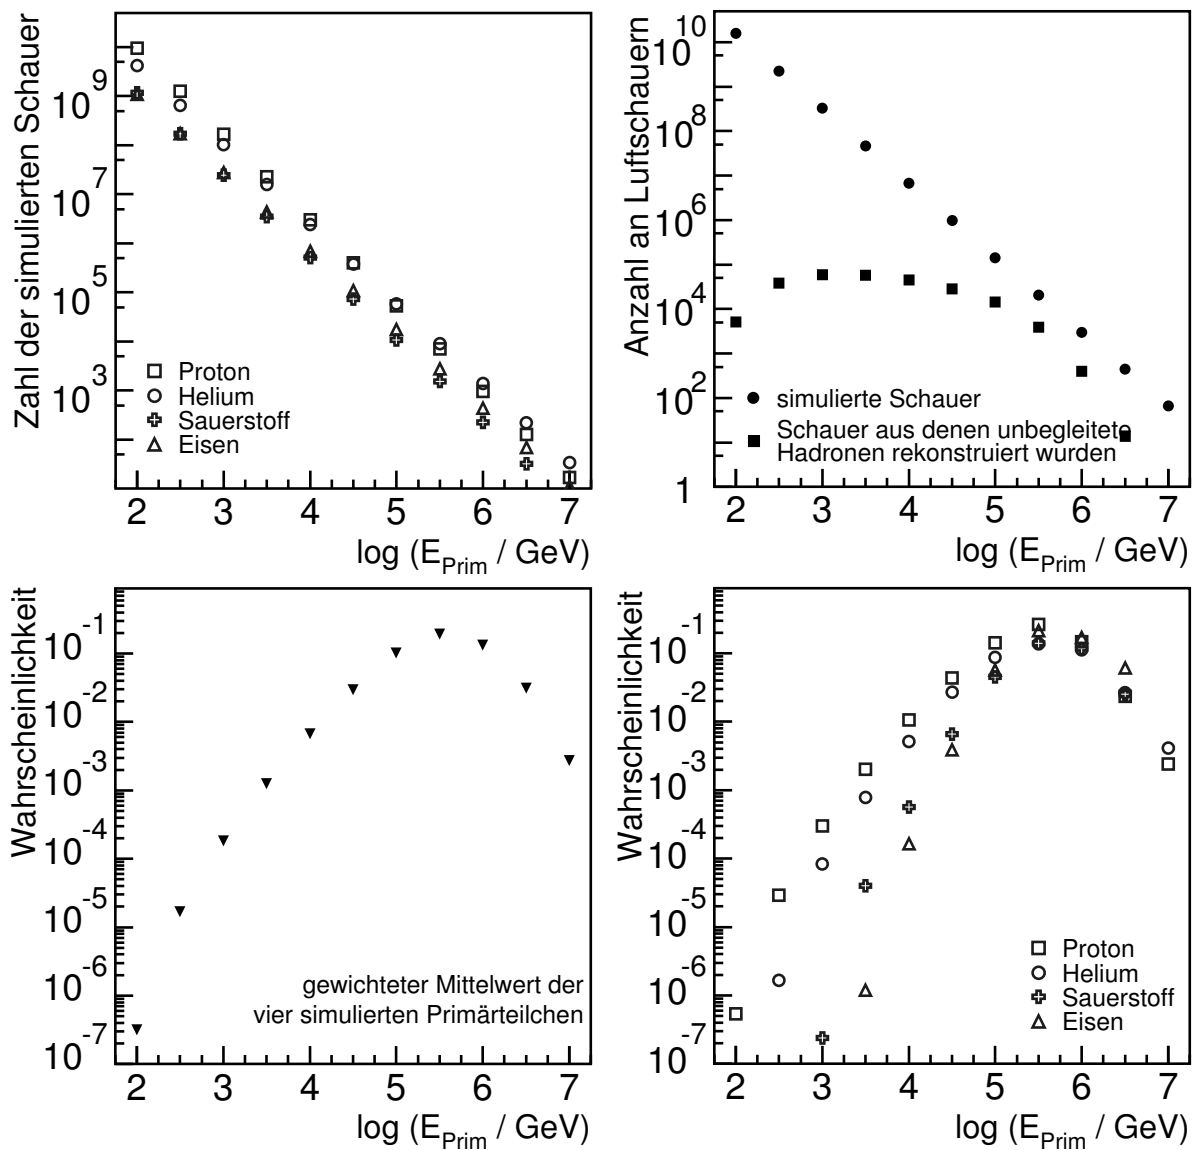 Zahl der simulierten Schauer
10^9
10^7
10^5
10^3
Proton
Helium
Sauerstoff
Eisen
2 3 4 5 6 7
log (E_Prim / GeV)
Anzahl an Luftschauern
10^10
10^8
10^6
10^4
10^2
1
simulierte Schauer
Schauer aus denen unbegleitete
Hadronen rekonstruiert wurden
2 3 4 5 6 7
log (E_Prim / GeV)
Wahrscheinlichkeit
10^-1
10^-2
10^-3
10^-4
10^-5
10^-6
10^-7
gewichteter Mittelwert der
vier simulierten Primärteilchen
2 3 4 5 6 7
log (E_Prim / GeV)
Wahrscheinlichkeit
10^-1
10^-2
10^-3
10^-4
10^-5
10^-6
10^-7
Proton
Helium
Sauerstoff
Eisen
2 3 4 5 6 7
log (E_Prim / GeV)